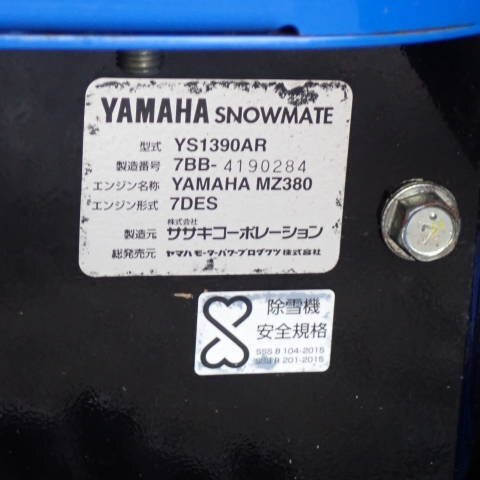 YAMAHA SNOWMATE
型式 YS1390AR
製造番号 7BB-4190284
エンジン名称 YAMAHA MZ380
エンジン形式 7DES
株式会社
製造元 ササキコーポレーション
総発売元 ヤマハモーターパワープロダクツ株式会社
除雪機
安全規格
SSS B 104-2015
SSS R 201-2015